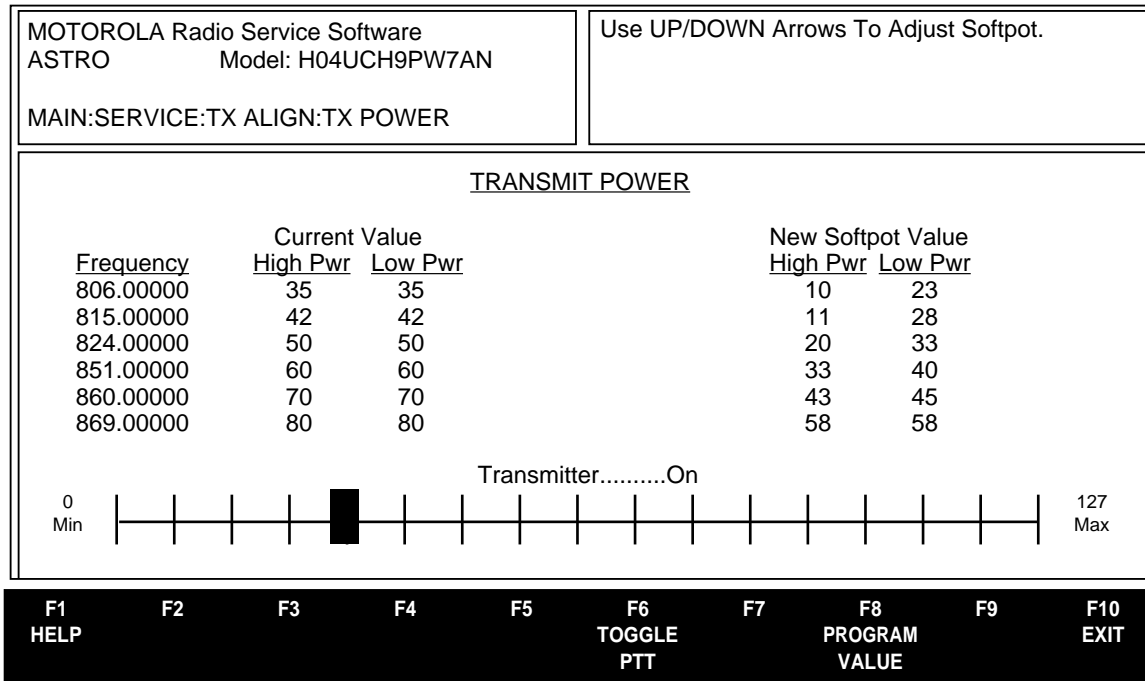 MOTOROLA Radio Service Software
ASTRO Model: H04UCH9PW7AN
MAIN:SERVICE:TX ALIGN:TX POWER
Use UP/DOWN Arrows To Adjust Softpot.
TRANSMIT POWER
Current Value New Softpot Value
Frequency High Pwr Low Pwr High Pwr Low Pwr
806.00000 35 35 10 23
815.00000 42 42 11 28
824.00000 50 50 20 33
851.00000 60 60 33 40
860.00000 70 70 43 45
869.00000 80 80 58 58
Transmitter..........On
0 127
Min Max
F1 F2 F3 F4 F5 F6 F7 F8 F9 F10
HELP TOGGLE PROGRAM EXIT
PTT VALUE